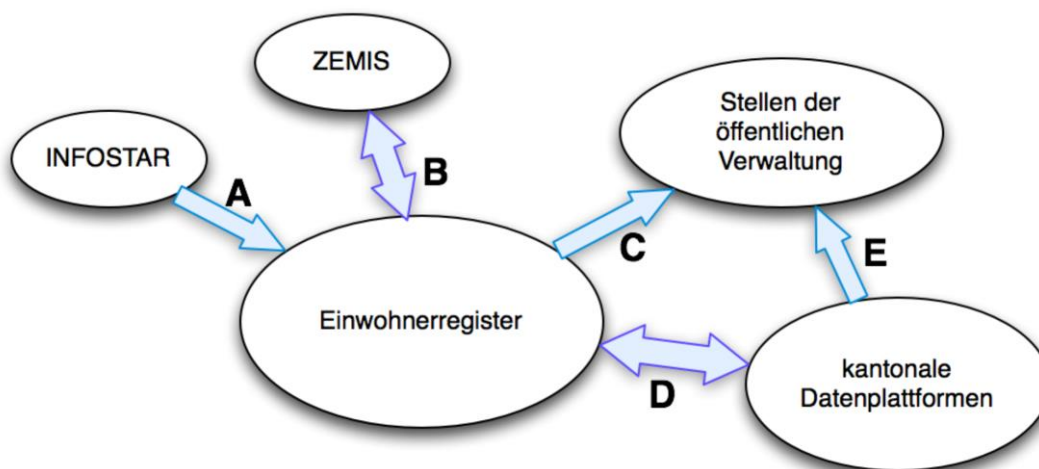 ZEMIS
INFOSTAR
Stellen der
öffentlichen
Verwaltung
A
B
C
E
Einwohnerregister
D
kantonale
Datenplattformen